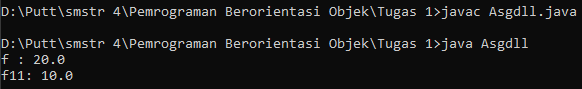 D:\Putt\smstr 4\Pemrograman Berorientasi Objek\Tugas 1>javac Asgdll.java
D:\Putt\smstr 4\Pemrograman Berorientasi Objek\Tugas 1>java Asgdll
f : 20.0
f11: 10.0